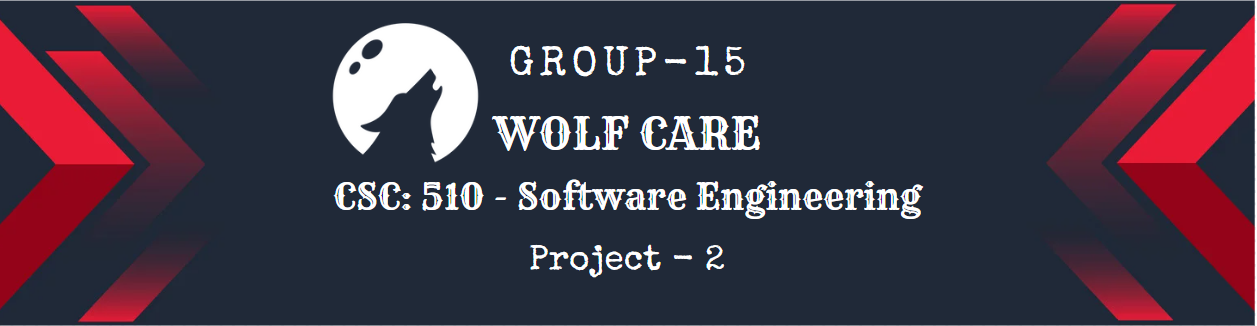 GROUP-15
WOLF CARE
CSC: 510 - Software Engineering
Project - 2